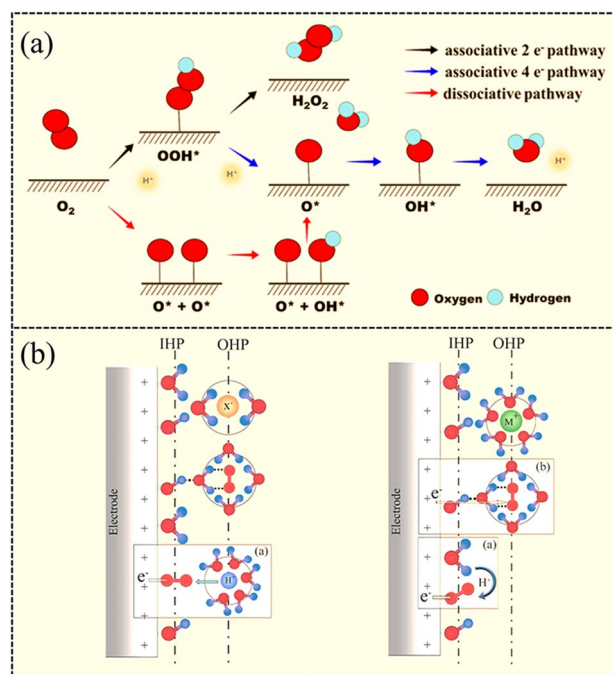 (a)
associative 2 e⁻ pathway
associative 4 e⁻ pathway
dissociative pathway
H₂O₂
OOH*
H⁺
H⁺
H⁺
O₂
O*
OH*
H₂O
O* + O*
O* + OH*
Oxygen
Hydrogen
(b)
IHP
OHP
IHP
OHP
X⁻
M⁺
Electrode
Electrode
(b)
e⁻
(a)
(a)
e⁻
H⁺
e⁻
H⁺